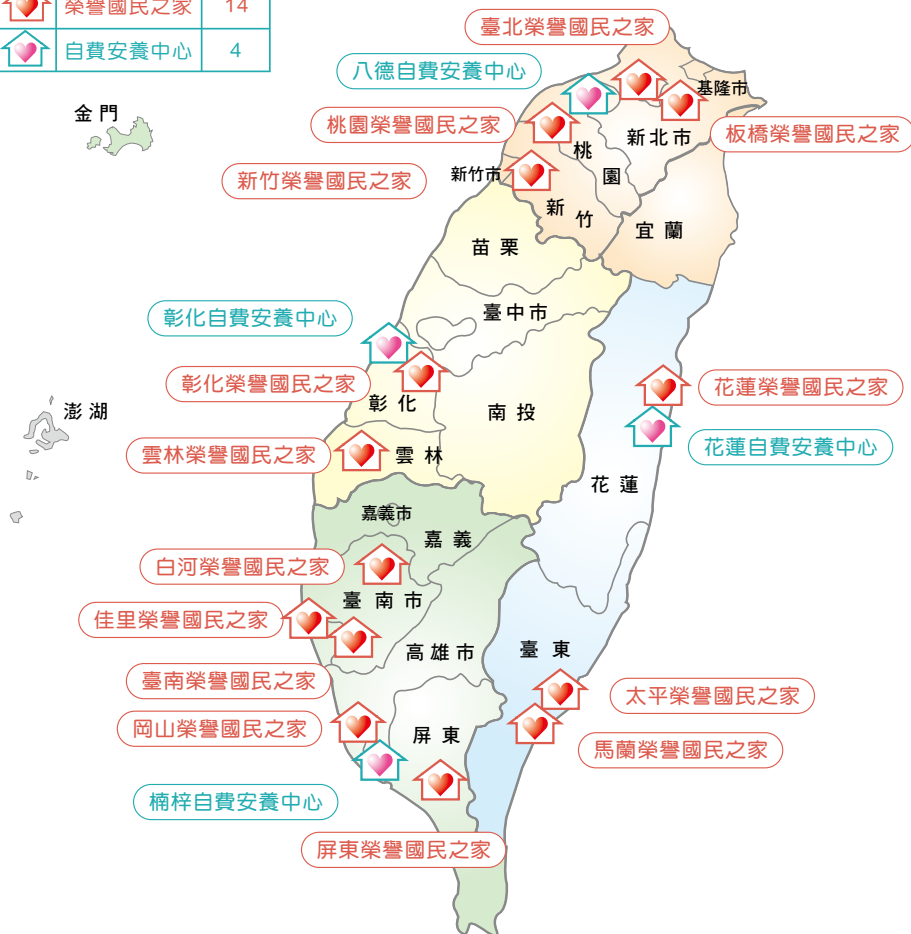 榮譽國民之家 14
自費安養中心 4
臺北榮譽國民之家
八德自費安養中心
基隆市
金門
桃園榮譽國民之家
新北市
板橋榮譽國民之家
桃園
新竹市
新竹榮譽國民之家
新竹
宜蘭
苗栗
臺中市
彰化自費安養中心
彰化榮譽國民之家
花蓮榮譽國民之家
彰化
南投
澎湖
花蓮自費安養中心
雲林榮譽國民之家
雲林
花蓮
嘉義市
嘉義
白河榮譽國民之家
臺南市
佳里榮譽國民之家
高雄市
臺東
臺南榮譽國民之家
太平榮譽國民之家
岡山榮譽國民之家
屏東
馬蘭榮譽國民之家
楠梓自費安養中心
屏東榮譽國民之家